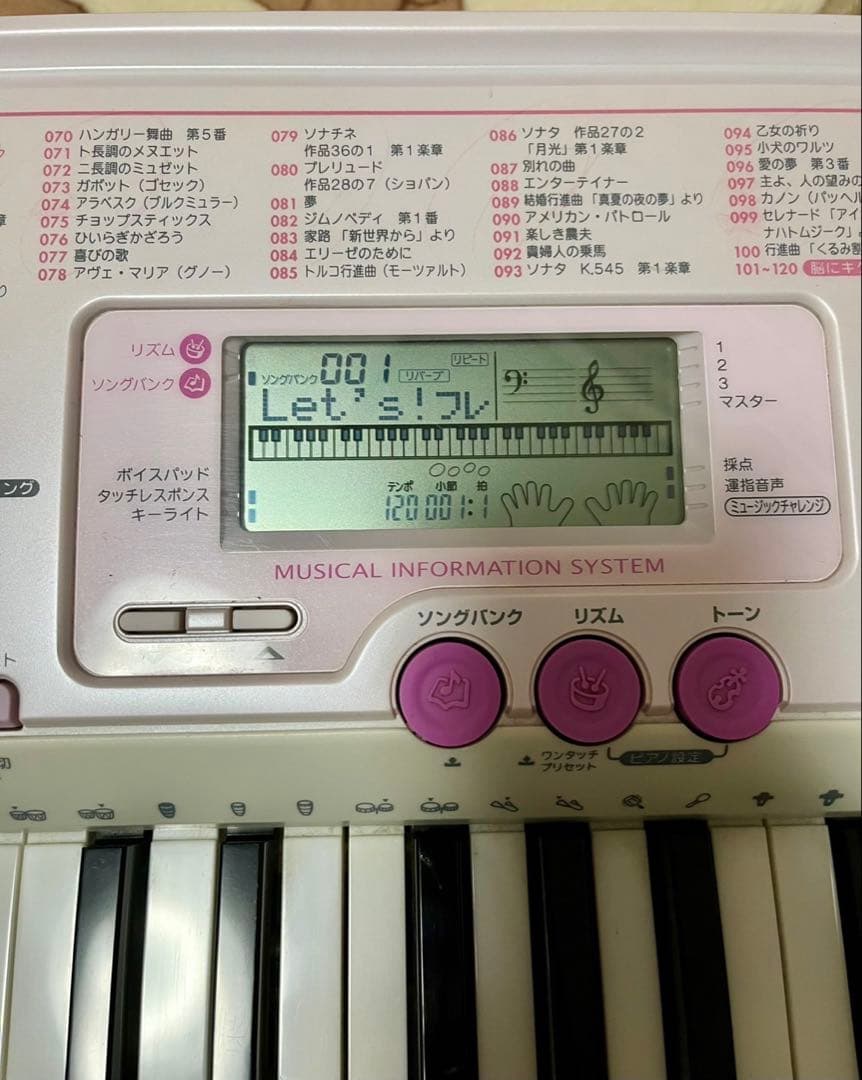 070 ハンガリー舞曲 第5番
071 ト長調のメヌエット
072 ニ長調のミュゼット
073 ガボット(ゴセック)
074 アラベスク(ブルクミュラー)
075 チョップスティックス
076 ひいらぎかざろう
077 喜びの歌
078 アヴェ・マリア(グノー)
079 ソナチネ
作品36の1 第1楽章
080 プレリュード
作品28の7(ショパン)
081 夢
082 ジムノペディ 第1番
083 家路「新世界から」より
084 エリーゼのために
085 トルコ行進曲(モーツァルト)
086 ソナタ 作品27の2
「月光」第1楽章
087 別れの曲
088 エンターテイナー
089 結婚行進曲「真夏の夜の夢」より
090 アメリカン・パトロール
091 楽しき農夫
092 貴婦人の乗馬
093 ソナタ K.545 第1楽章
094 乙女の祈り
095 小犬のワルツ
096 愛の夢 第3番
097 主よ、人の望みの
098 カノン(パッヘル
099 セレナード「アイ
ナハトムジーク」
100 行進曲「くるみ割
101~120 脳にキク
リズム
ソングバンク
ボイスパッド
タッチレスポンス
キーライト
ソングバンク 001 リピート
リバーブ
Let's!フレ
テンポ 小節 拍
120 001:1
1
2
3
マスター
採点
運指音声
ミュージックチャレンジ
ング
MUSICAL INFORMATION SYSTEM
ソングバンク リズム トーン
ト
ワンタッチ
プリセット
ピアノ設定